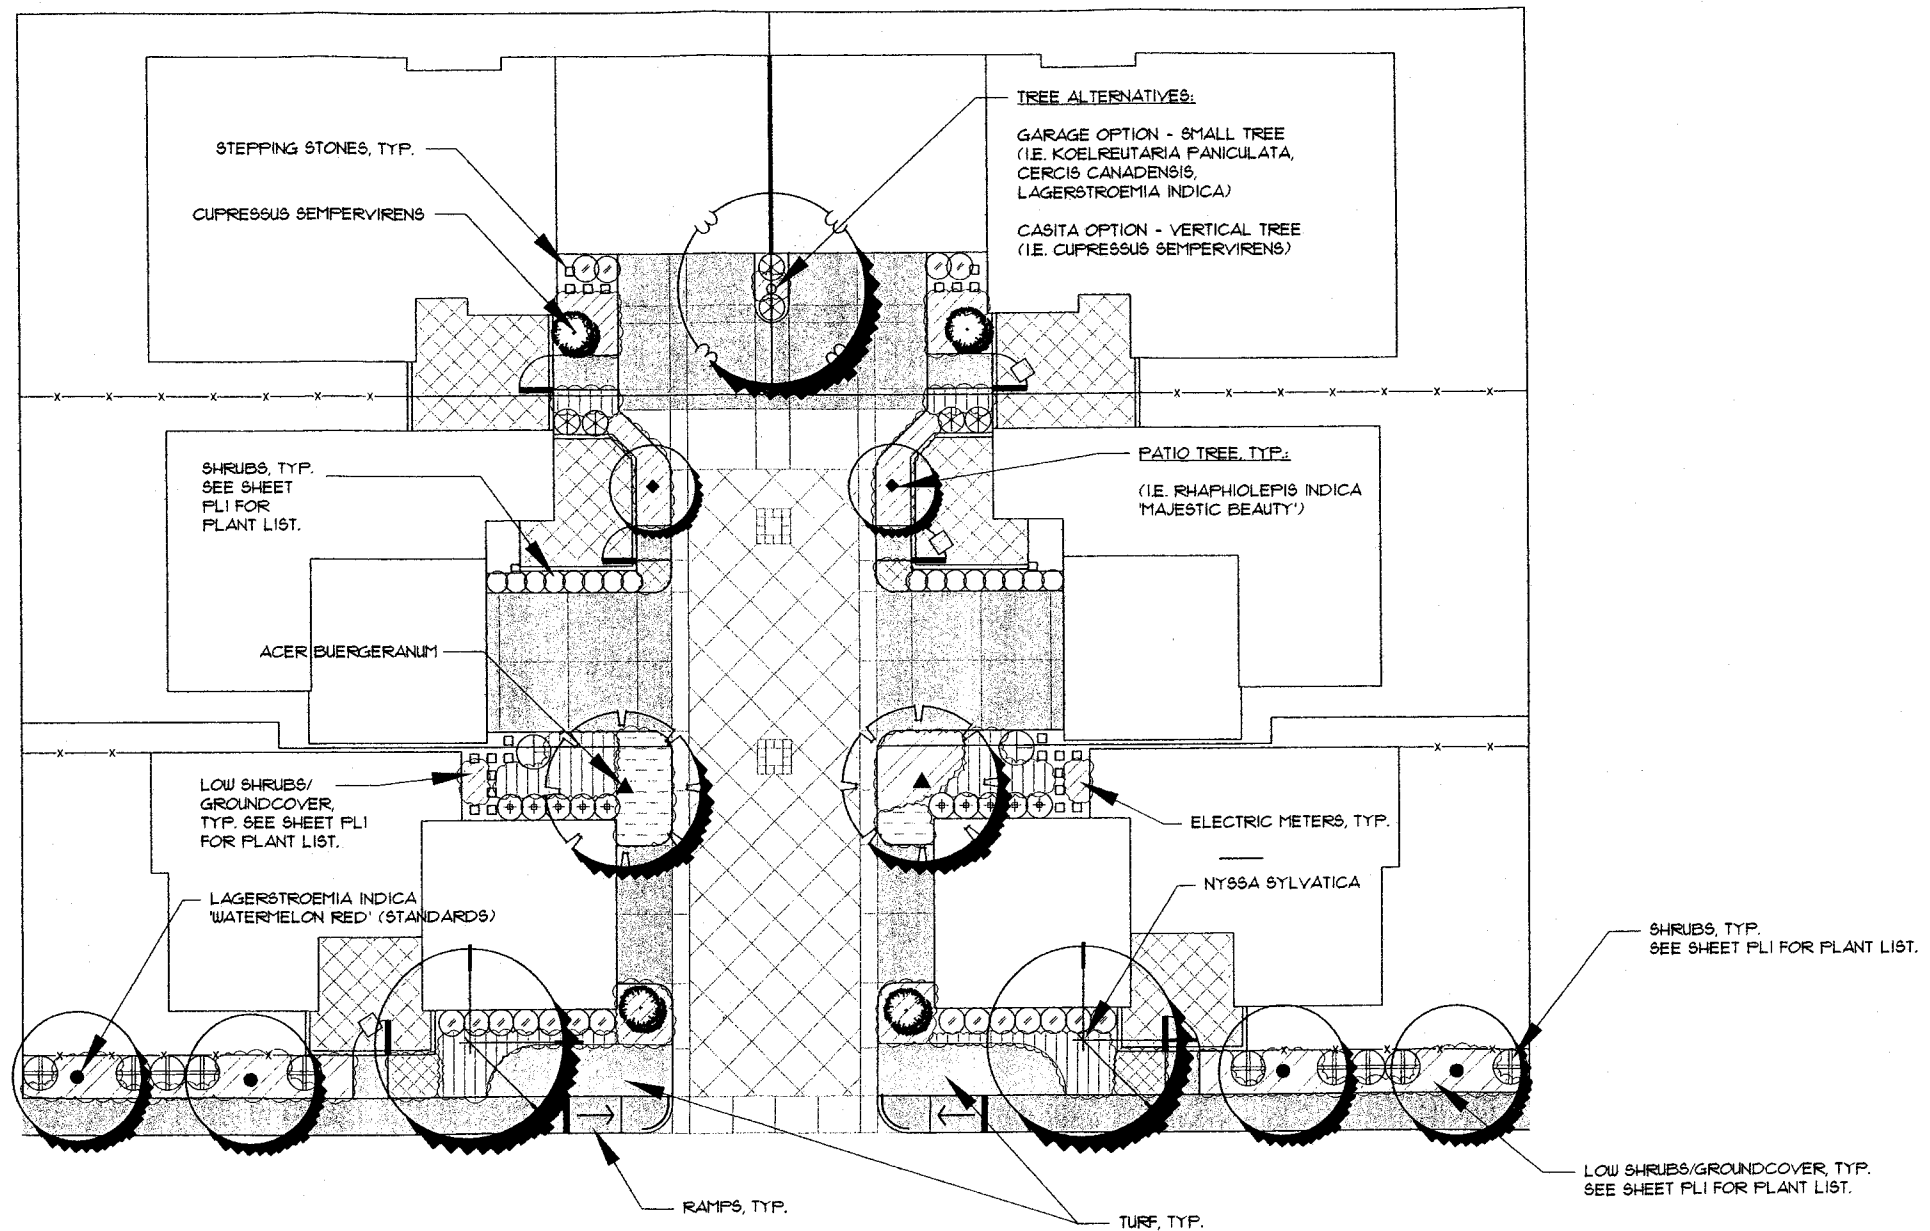 TREE ALTERNATIVES:
GARAGE OPTION - SMALL TREE
(I.E. KOELREUTARIA PANICULATA,
CERCIS CANADENSIS,
LAGERSTROEMIA INDICA)
CASITA OPTION - VERTICAL TREE
(I.E. CUPRESSUS SEMPERVIRENS)
STEPPING STONES, TYP.
CUPRESSUS SEMPERVIRENS
SHRUBS, TYP.
SEE SHEET
PL1 FOR
PLANT LIST.
PATIO TREE, TYP.:
(I.E. RHAPHIOLEPIS INDICA
'MAJESTIC BEAUTY')
ACER BUERGERANUM
LOW SHRUBS/
GROUNDCOVER,
TYP. SEE SHEET PL1
FOR PLANT LIST.
ELECTRIC METERS, TYP.
NYSSA SYLVATICA
LAGERSTROEMIA INDICA
'WATERMELON RED' (STANDARDS)
SHRUBS, TYP.
SEE SHEET PL1 FOR PLANT LIST.
LOW SHRUBS/GROUNDCOVER, TYP.
SEE SHEET PL1 FOR PLANT LIST.
RAMPS, TYP.
TURF, TYP.